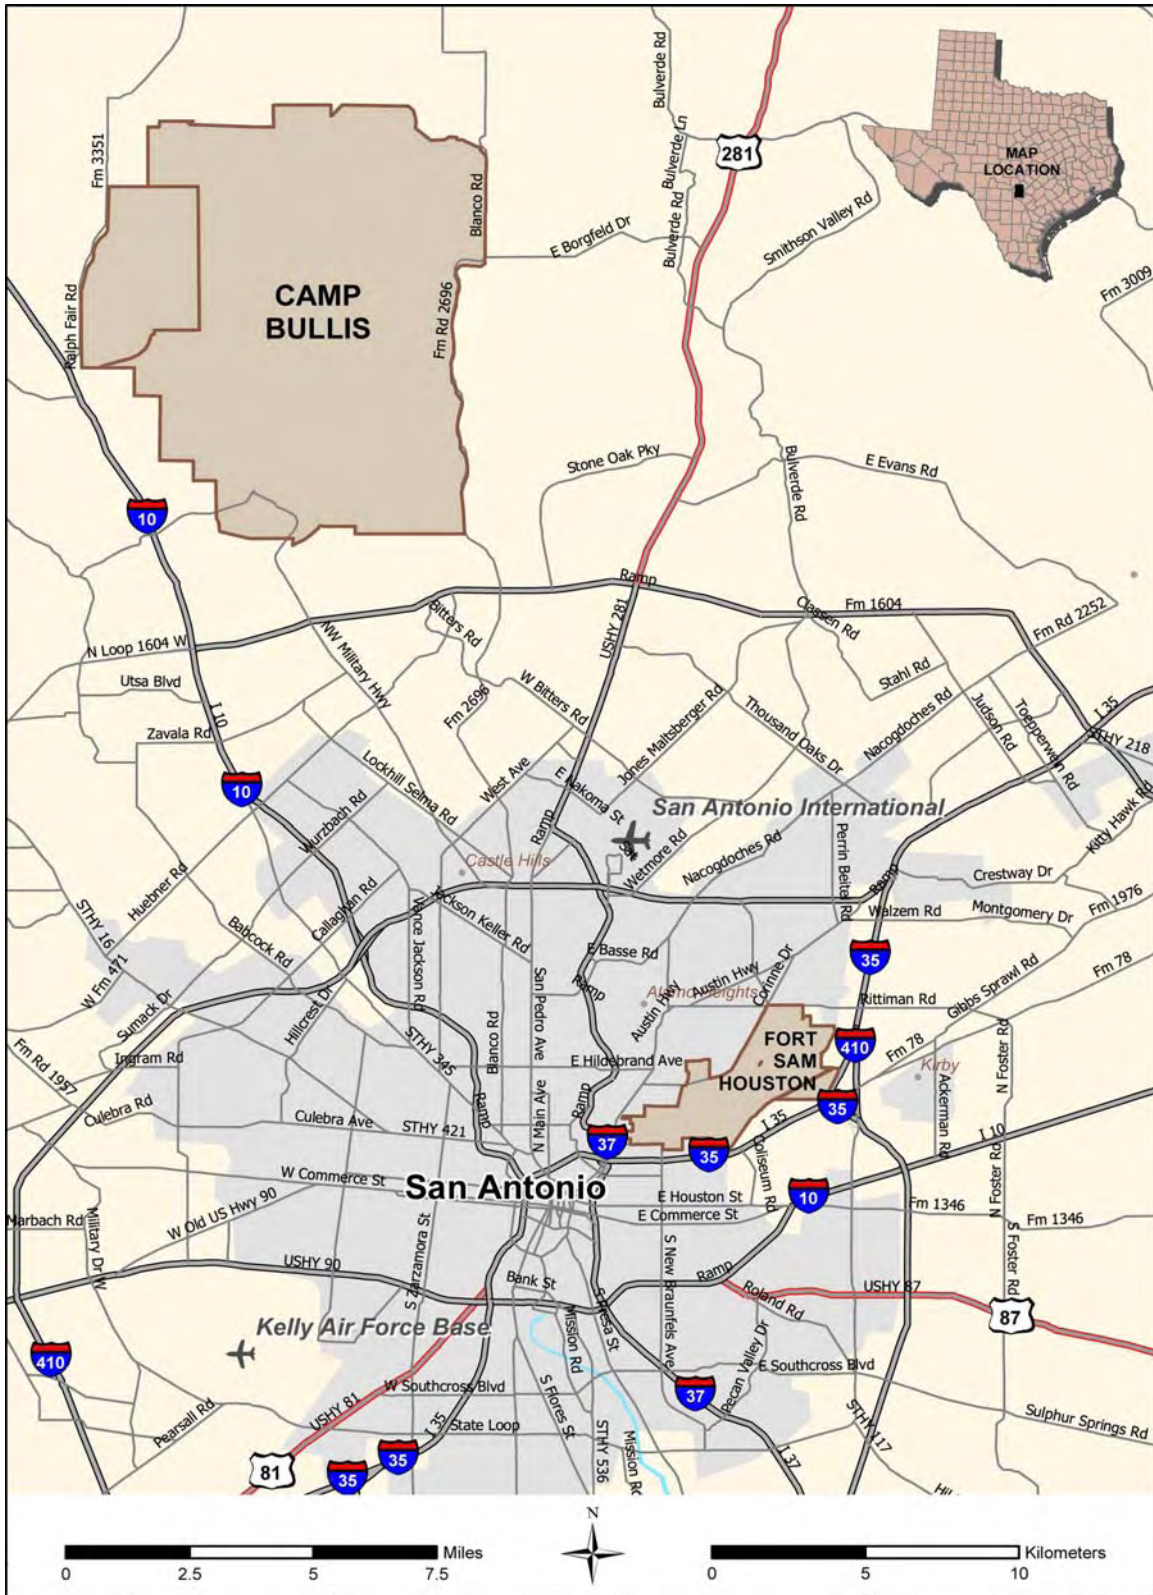 Bulverde Rd
Fm 3351
Bulverde Ln
281
MAP
LOCATION
Blanco Rd
Bulverde Rd
E Borgfeld Dr
Smithson Valley Rd
CAMP
BULLIS
Fm 3009
Ralph Fair Rd
Fm Rd 2696
Stone Oak Pky
E Evans Rd
Bulverde Rd
10
Ramp
Fm 1604
Bitters Rd
Classen Rd
Fm Rd 2252
N Loop 1604 W
USHY 281
NW Military Hwy
Utsa Blvd
Stahl Rd
W Bitters Rd
Fm 2696
I 10
Jones Maltsberger Rd
Thousand Oaks Dr
Nacogdoches Rd
Judson Rd
Toepperwein Rd
I 35
STHY 218
Zavala Rd
Lockhill Selma Rd
West Ave
E Nakoma St
10
San Antonio International
Kitty Hawk Rd
Wurzbach Rd
Ramp
Perrin Beitel Rd
Castle Hills
Wetmore Rd
Nacogdoches Rd
Ramp
Crestway Dr
Huebner Rd
Callaghan Rd
Vance Jackson Rd
Jackson Keller Rd
Walzem Rd
Montgomery Dr
Fm 1976
STHY 16
Babcock Rd
E Basse Rd
35
W Fm 471
San Pedro Ave
Ramp
Austin Hwy
Corinne Dr
Gibbs Sprawl Rd
Fm 78
Alamo Heights
Sumack Dr
Hillcrest Dr
Austin Hwy
Rittiman Rd
STHY 345
Blanco Rd
FORT
SAM
HOUSTON
410
Fm 78
N Foster Rd
Fm Rd 1957
Ingram Rd
E Hildebrand Ave
Kirby
Ackerman Rd
Culebra Rd
Culebra Ave
STHY 421
Ramp
N Main Ave
Ramp
37
35
I 35
35
Coliseum Rd
I 10
N Foster Rd
W Commerce St
San Antonio
E Houston St
10
Fm 1346
Fm 1346
Marbach Rd
Military Dr W
W Old US Hwy 90
E Commerce St
USHY 90
S Zarzamora St
Bank St
S New Braunfels Ave
Ramp
Roland Rd
USHY 87
S Foster Rd
87
Kelly Air Force Base
Mission Rd
S Presa St
Pecan Valley Dr
410
E Southcross Blvd
W Southcross Blvd
37
Pearsall Rd
USHY 81
S Flores St
State Loop
I 35
STHY 536
Mission Rd
I 37
STHY 117
Sulphur Springs Rd
81
35
35
N
Miles
0 2.5 5 7.5
Kilometers
0 5 10